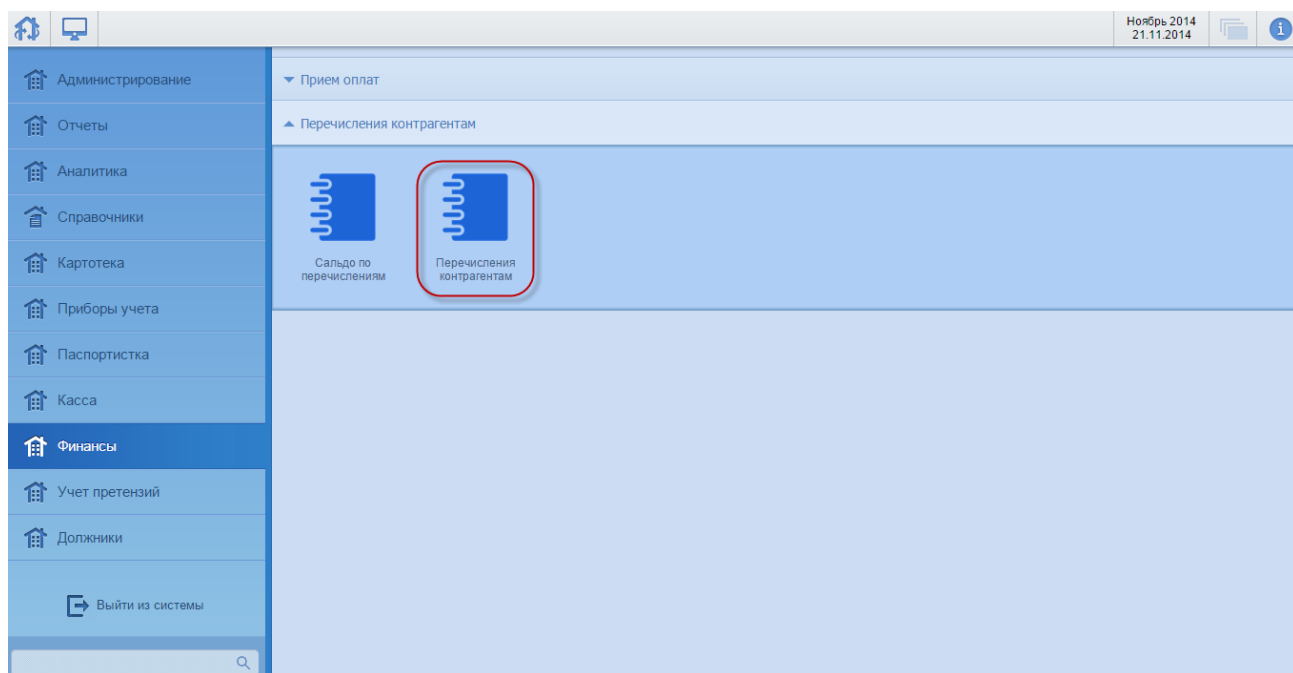 Ноябрь 2014
21.11.2014
Администрирование
Отчеты
Аналитика
Справочники
Картотека
Приборы учета
Паспортистка
Касса
Финансы
Учет претензий
Должники
Выйти из системы
Прием оплат
Перечисления контрагентам
Сальдо по
перечислениям
Перечисления
контрагентам